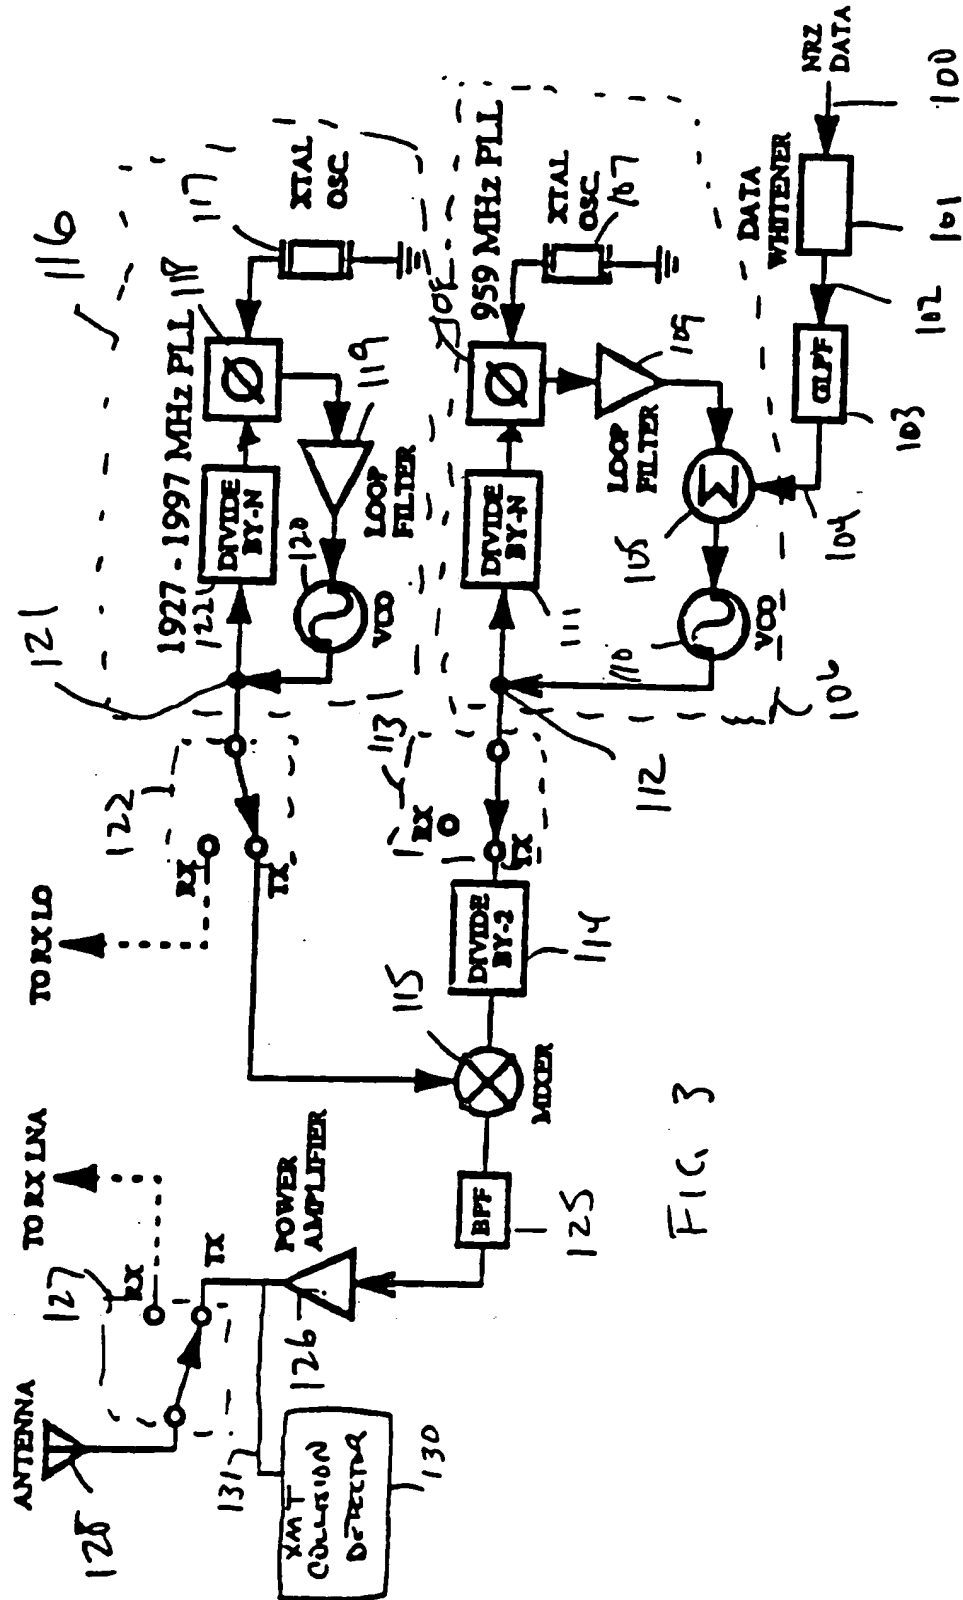 ANTENNA
128
127
RX
TX
TO RX LNA
131
XMT
COLLISION
DETECTOR
130
126
POWER
AMPLIFIER
BPF
125
MIXER
115
DIVIDE
BY-2
114
TO RX LO
RX
TX
122
121
116
1927 - 1997 MHz PLL
122
DIVIDE
BY-N
118
Ø
117
XTAL
OSC.
119
LOOP
FILTER
120
VCO
113
RX
TX
112
959 MHz PLL
DIVIDE
BY-N
111
108
Ø
XTAL
OSC.
107
109
LOOP
FILTER
105
Σ
110
VCO
106
104
GLPF
103
102
DATA
WHITENER
101
NRZ
DATA
100
FIG 3